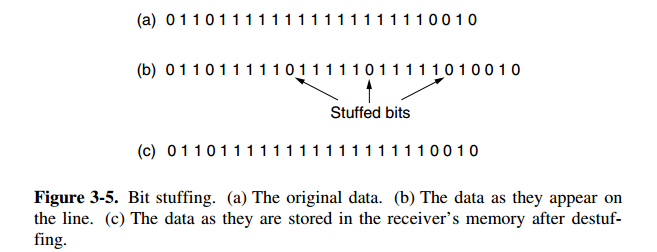 (a) 0 1 1 0 1 1 1 1 1 1 1 1 1 1 1 1 1 1 1 1 0 0 1 0
(b) 0 1 1 0 1 1 1 1 1 0 1 1 1 1 1 0 1 1 1 1 1 0 1 0 0 1 0
Stuffed bits
(c) 0 1 1 0 1 1 1 1 1 1 1 1 1 1 1 1 1 1 1 1 0 0 1 0
Figure 3-5. Bit stuffing. (a) The original data. (b) The data as they appear on
the line. (c) The data as they are stored in the receiver's memory after destuf-
fing.